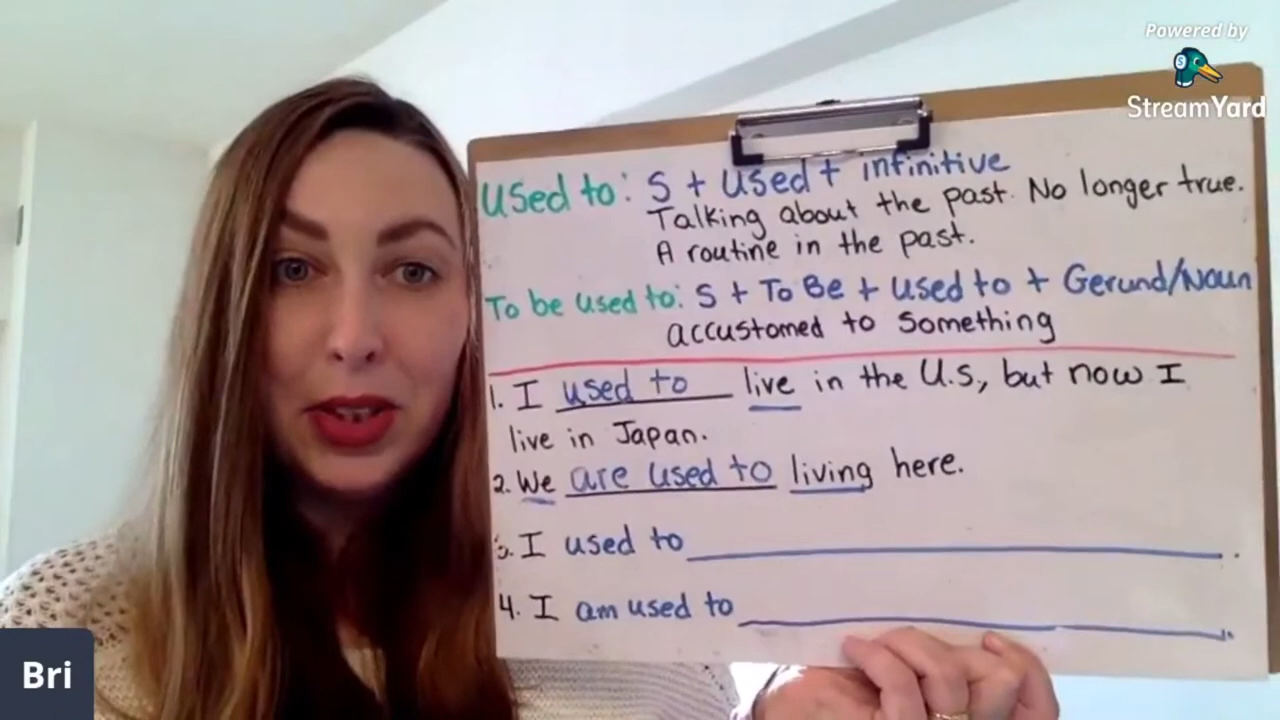 Powered by
StreamYard
Used to: S + used + infinitive
Talking about the past. No longer true.
A routine in the past.
To be used to: S + To Be + used to + Gerund/Noun
accustomed to something
1. I used to live in the U.S, but now I
live in Japan.
2. We are used to living here.
3. I used to .
4. I am used to .
Bri